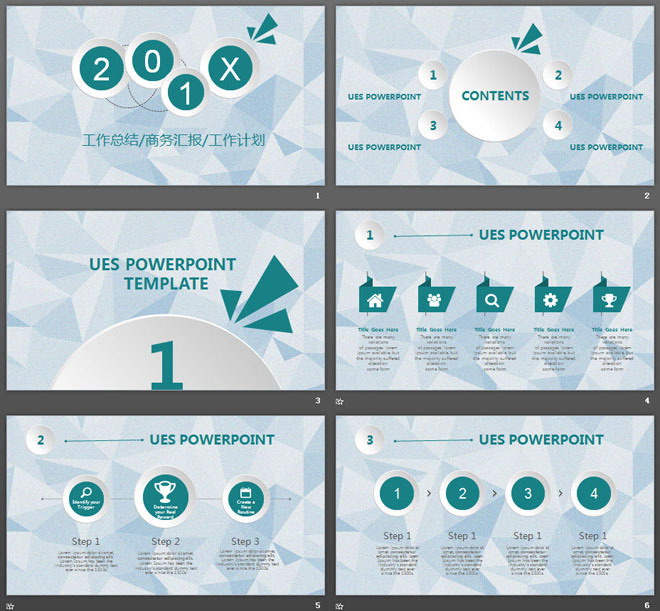 201X
工作总结/商务汇报/工作计划
1
CONTENTS
1
UES POWERPOINT
2
UES POWERPOINT
3
UES POWERPOINT
4
UES POWERPOINT
2
UES POWERPOINT
TEMPLATE
1
3
1
UES POWERPOINT
Title Goes Here
There are many
variations
of passages lorem
ipsum available but
the majority suffered
alteration
some form
Title Goes Here
There are many
variations
of passages lorem
ipsum available but
the majority suffered
alteration
some form
Title Goes Here
There are many
variations
of passages lorem
ipsum available but
the majority suffered
alteration
some form
Title Goes Here
There are many
variations
of passages lorem
ipsum available but
the majority suffered
alteration
some form
Title Goes Here
There are many
variations
of passages lorem
ipsum available but
the majority suffered
alteration
some form
4
2
UES POWERPOINT
Identify your
Trigger
Determine
your Real
Reward
Create a
New
Routine
Step 1
Lorem ipsum dolor sit amet,
consectetur adipiscing elit.
Lorem Ipsum has been the
industry's standard dummy text
ever since the 1500s
Step 2
Lorem ipsum dolor sit amet,
consectetur adipiscing elit.
Lorem Ipsum has been the
industry's standard dummy text
ever since the 1500s
Step 3
Lorem ipsum dolor sit amet,
consectetur adipiscing elit.
Lorem Ipsum has been the
industry's standard dummy text
ever since the 1500s
5
3
UES POWERPOINT
1
2
3
4
Step 1
Lorem ipsum dolor sit
amet, consectetur
adipiscing elit. Lorem
Ipsum has been the
industry's standard
dummy text ever
since the 1500s
Step 1
Lorem ipsum dolor sit
amet, consectetur
adipiscing elit. Lorem
Ipsum has been the
industry's standard
dummy text ever
since the 1500s
Step 1
Lorem ipsum dolor sit
amet, consectetur
adipiscing elit. Lorem
Ipsum has been the
industry's standard
dummy text ever
since the 1500s
Step 1
Lorem ipsum dolor sit
amet, consectetur
adipiscing elit. Lorem
Ipsum has been the
industry's standard
dummy text ever
since the 1500s
6